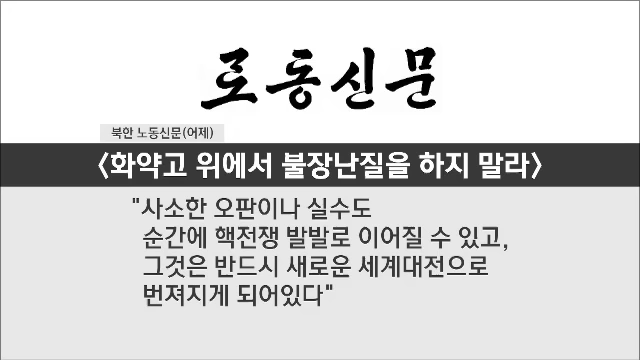 로동신문
북한 노동신문(어제)
<화약고 위에서 불장난질을 하지 말라>
"사소한 오판이나 실수도
순간에 핵전쟁 발발로 이어질 수 있고,
그것은 반드시 새로운 세계대전으로
번져지게 되어있다"